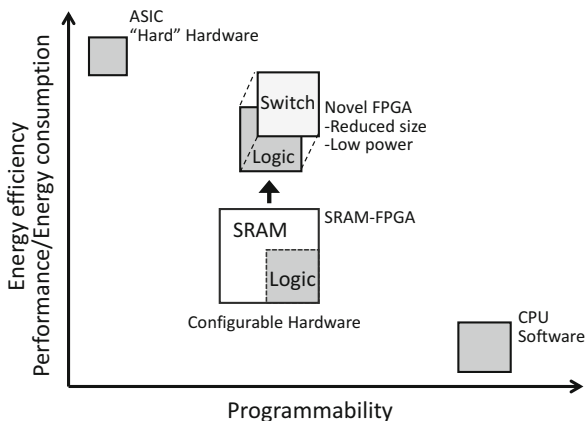 ASIC
“Hard” Hardware
Switch
Logic
Novel FPGA
-Reduced size
-Low power
SRAM
Logic
SRAM-FPGA
Configurable Hardware
CPU
Software
Energy efficiency
Performance/Energy consumption
Programmability